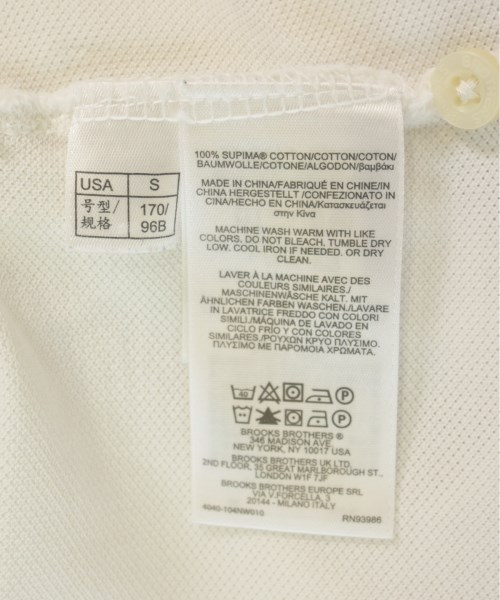 USA S
号型/ 170/
规格 96B
100% SUPIMA® COTTON/COTTON/COTON/
BAUMWOLLE/COTONE/ALGODON/βαμβάκι
MADE IN CHINA/FABRIQUÉ EN CHINE/IN
CHINA HERGESTELLT /CONFEZIONATO IN
CINA/HECHO EN CHINA/Κατασκευάζεται
στην Κίνα
MACHINE WASH WARM WITH LIKE
COLORS, DO NOT BLEACH, TUMBLE DRY
LOW. COOL IRON IF NEEDED. OR DRY
CLEAN.
LAVER À LA MACHINE AVEC DES
COULEURS SIMILAIRES./
MASCHINENWÄSCHE KALT. MIT
ÄHNLICHEN FARBEN WASCHEN./LAVARE
IN LAVATRICE FREDDO CON COLORI
SIMILI./MÁQUINA DE LAVADO EN
CICLO FRÍO Y CON COLORES
SIMILARES./ΡΟΥΧΩΝ ΚΡΥΟ ΠΛΥΣΙΜΟ.
ΠΛΥΣΙΜΟ ΜΕ ΠΑΡΟΜΟΙΑ ΧΡΩΜΑΤΑ.
40 P
P
BROOKS BROTHERS ®
346 MADISON AVE.
NEW YORK, NY 10017 USA
BROOKS BROTHERS UK LTD.
2ND FLOOR, 35 GREAT MARLBOROUGH ST.,
LONDON W1F 7JF
BROOKS BROTHERS EUROPE SRL
VIA V.FORCELLA, 3
20144 - MILANO ITALY
4040-104NW010 RN93986